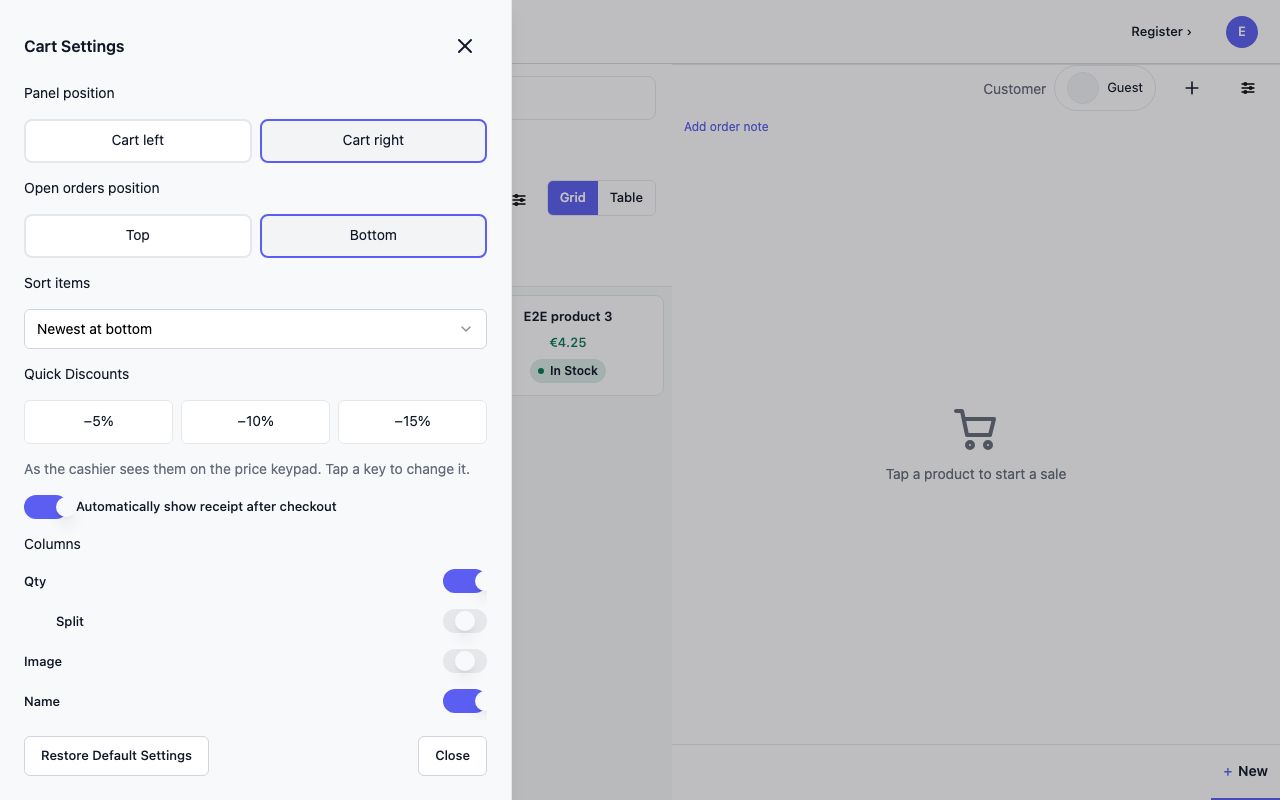 Cart Settings
Panel position
Cart left
Cart right
Open orders position
Top
Bottom
Sort items
Newest at bottom
Quick Discounts
–5%
–10%
–15%
As the cashier sees them on the price keypad. Tap a key to change it.
Automatically show receipt after checkout
Columns
Qty
Split
Image
Name
Restore Default Settings
Close
Register ›
E
Customer
Guest
Add order note
Grid
Table
E2E product 3
€4.25
In Stock
Tap a product to start a sale
+ New